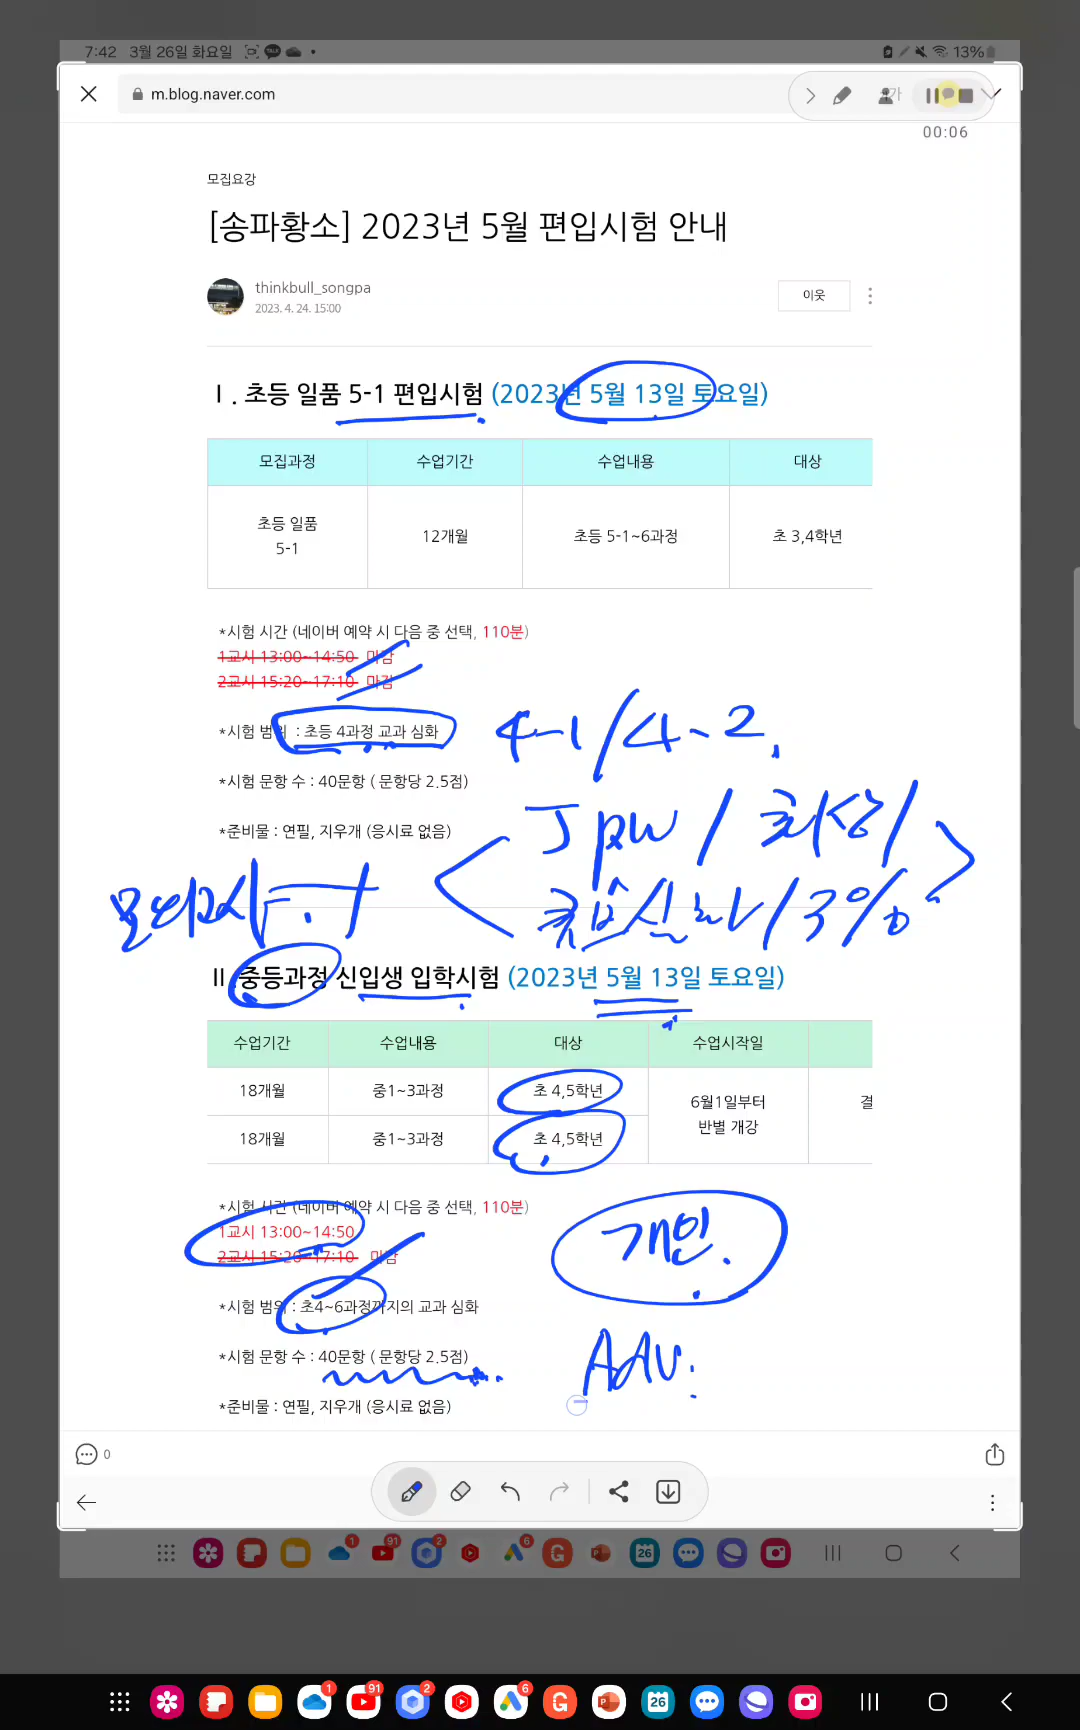 7:42 3월 26일 화요일 13%
m.blog.naver.com
가
00:06
모집요강
[송파황소] 2023년 5월 편입시험 안내
thinkbull_songpa
2023. 4. 24. 15:00
이웃
Ⅰ. 초등 일품 5-1 편입시험 (2023년 5월 13일 토요일)
모집과정 수업기간 수업내용 대상
초등 일품
5-1
12개월 초등 5-1~6과정 초 3,4학년
*시험 시간 (네이버 예약 시 다음 중 선택, 110분)
1교시 13:00~14:50 마감
2교시 15:20~17:10 마감
*시험 범위 : 초등 4과정 교과 심화
4-1/4-2.
*시험 문항 수 : 40문항 ( 문항당 2.5점)
*준비물 : 연필, 지우개 (응시료 없음)
3%
Ⅱ.중등과정 신입생 입학시험 (2023년 5월 13일 토요일)
수업기간 수업내용 대상 수업시작일
18개월 중1~3과정 초 4,5학년
6월1일부터
반별 개강
결
18개월 중1~3과정 초 4,5학년
*시험 시간 (네이버 예약 시 다음 중 선택, 110분)
1교시 13:00~14:50
2교시 15:20~17:10 마감
개인.
*시험 범위 : 초4~6과정까지의 교과 심화
*시험 문항 수 : 40문항 ( 문항당 2.5점)
Adv.
*준비물 : 연필, 지우개 (응시료 없음)
0
1 91 2 6 26
1 91 2 6 26